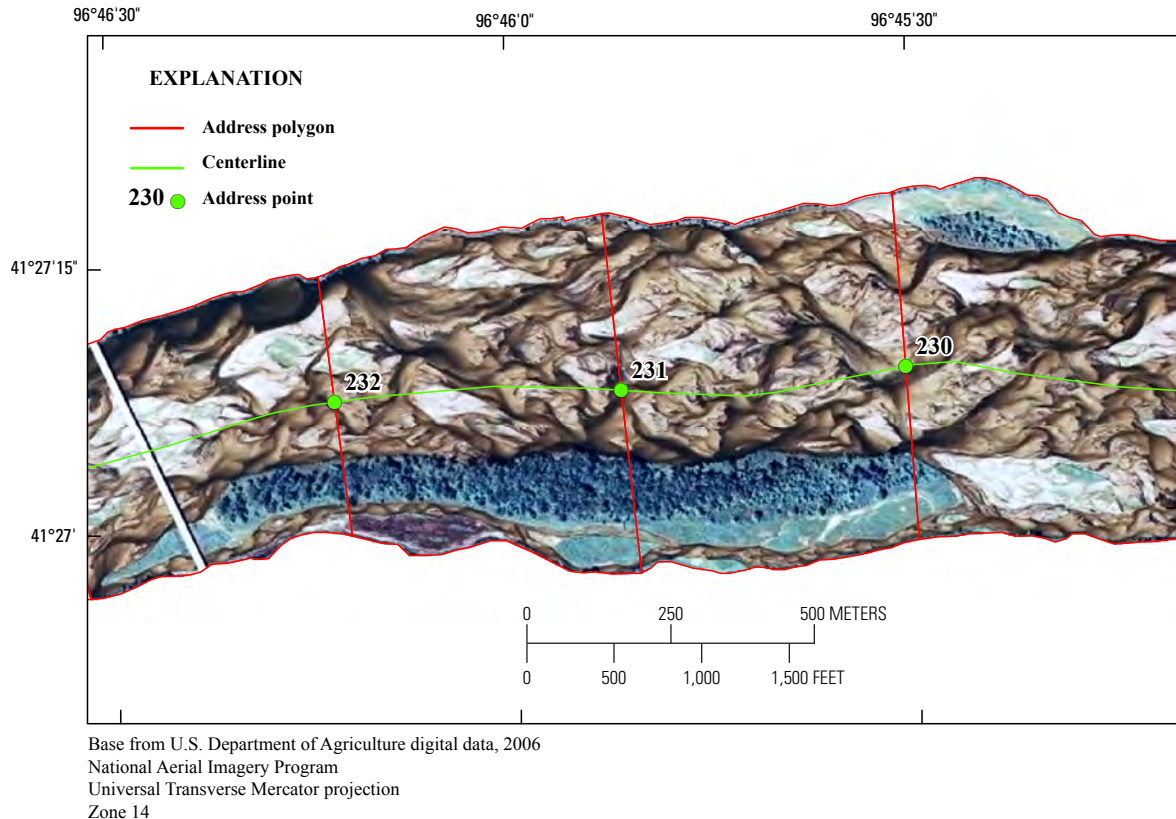 96°46'30"
96°46'0"
96°45'30"
EXPLANATION
Address polygon
Centerline
230 Address point
41°27'15"
232
231
230
41°27'
0 250 500 METERS
0 500 1,000 1,500 FEET
Base from U.S. Department of Agriculture digital data, 2006
National Aerial Imagery Program
Universal Transverse Mercator projection
Zone 14